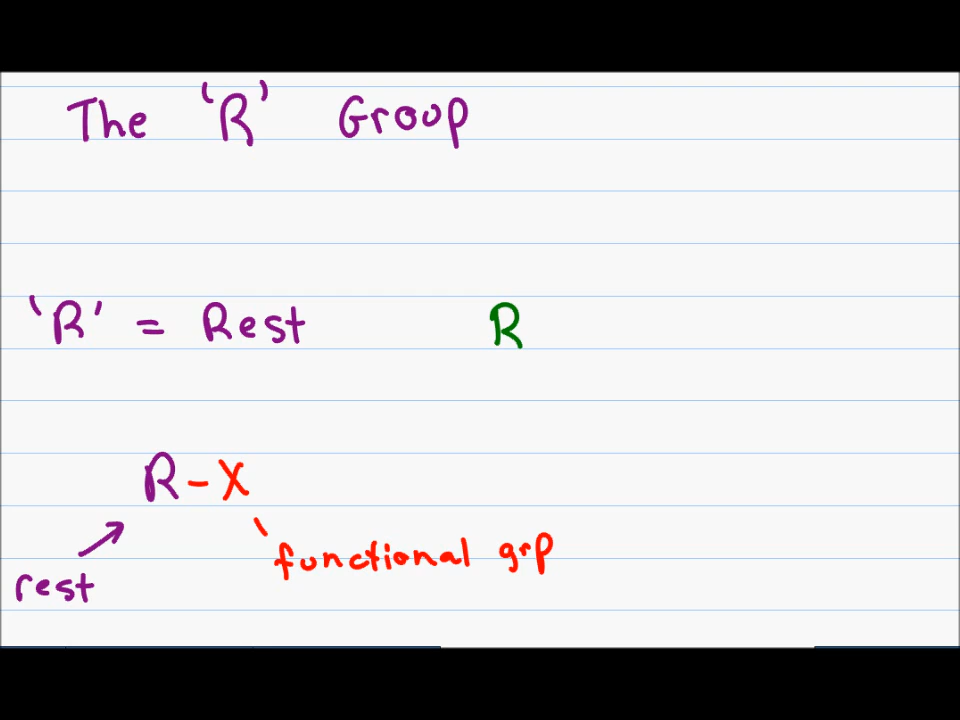 The 'R' Group
'R' = Rest R
R - X
functional grp
rest